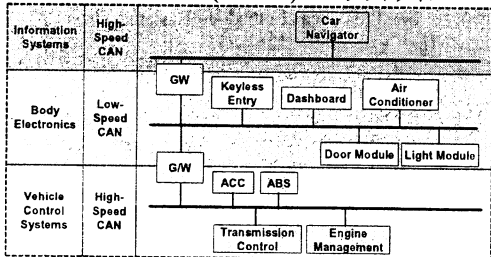 Information
Systems
High-
Speed
CAN
Car
Navigator
GW
Body
Electronics
Low-
Speed
CAN
Keyless
Entry
Dashboard
Air
Conditioner
Door Module
Light Module
G/W
Vehicle
Control
Systems
High-
Speed
CAN
ACC
ABS
Transmission
Control
Engine
Management